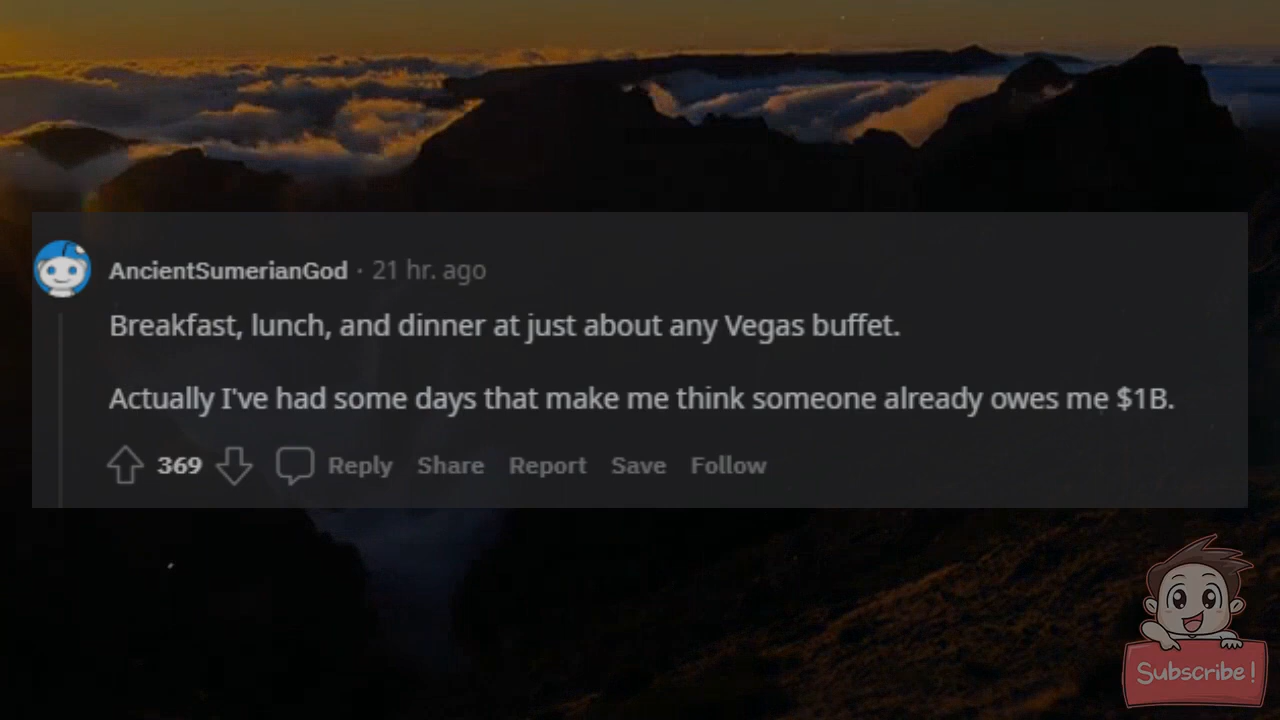 AncientSumerianGod · 21 hr. ago
Breakfast, lunch, and dinner at just about any Vegas buffet.
Actually I've had some days that make me think someone already owes me $1B.
369 Reply Share Report Save Follow
Subscribe!